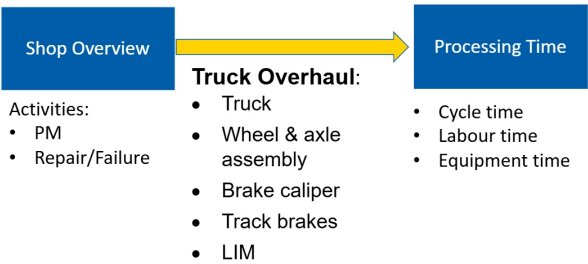 Shop Overview
Processing Time
Activities:
• PM
• Repair/Failure
Truck Overhaul:
• Truck
• Wheel & axle
assembly
• Brake caliper
• Track brakes
• LIM
• Cycle time
• Labour time
• Equipment time